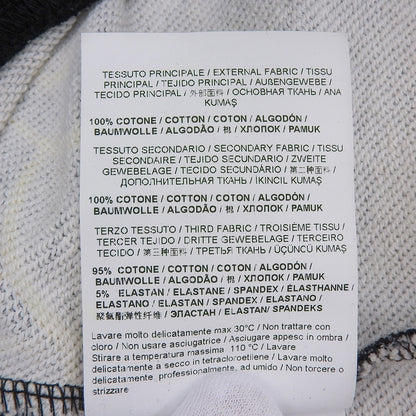 TESSUTO PRINCIPALE / EXTERNAL FABRIC / TISSU
PRINCIPAL / TEJIDO PRINCIPAL / AUßENGEWEBE /
TECIDO PRINCIPAL / 外部面料 / ОСНОВНАЯ ТКАНЬ / ANA
KUMAŞ
100% COTONE / COTTON / COTON / ALGODÓN /
BAUMWOLLE / ALGODÃO / 棉 / ХЛОПОК / PAMUK
TESSUTO SECONDARIO / SECONDARY FABRIC / TISSU
SECONDAIRE / TEJIDO SECUNDARIO / ZWEITE
GEWEBELAGE / TECIDO SECUNDÁRIO / 第二种面料
/ ДОПОЛНИТЕЛЬНАЯ ТКАНЬ / IKINCIL KUMAŞ
100% COTONE / COTTON / COTON / ALGODÓN /
BAUMWOLLE / ALGODÃO / 棉 / ХЛОПОК / PAMUK
TERZO TESSUTO / THIRD FABRIC / TROISIÈME TISSU /
TERCER TEJIDO / DRITTE GEWEBELAGE / TERCEIRO
TECIDO / 第三种面料 / ТРЕТЬЯ ТКАНЬ / ÜÇÜNCÜ KUMAŞ
95% COTONE / COTTON / COTON / ALGODÓN /
BAUMWOLLE / ALGODÃO / 棉 / ХЛОПОК / PAMUK
5% ELASTAN / ELASTANE / SPANDEX / ÉLASTHANNE /
ELASTANO / ELASTAN / SPANDEX / ELASTANO /
聚氨酯弹性纤维 / ЭЛАСТАН / ELASTAN / SPANDEKS
Lavare molto delicatamente max 30°C / Non trattare con
cloro / Non usare asciugatrice / Asciugare appeso in ombra /
Stirare a temperatura massima 110°C / Lavare
delicatamente a secco in tetracloroetilene / Lavare
delicatamente, professionalmente, ad umido / Non torcere o
strizzare